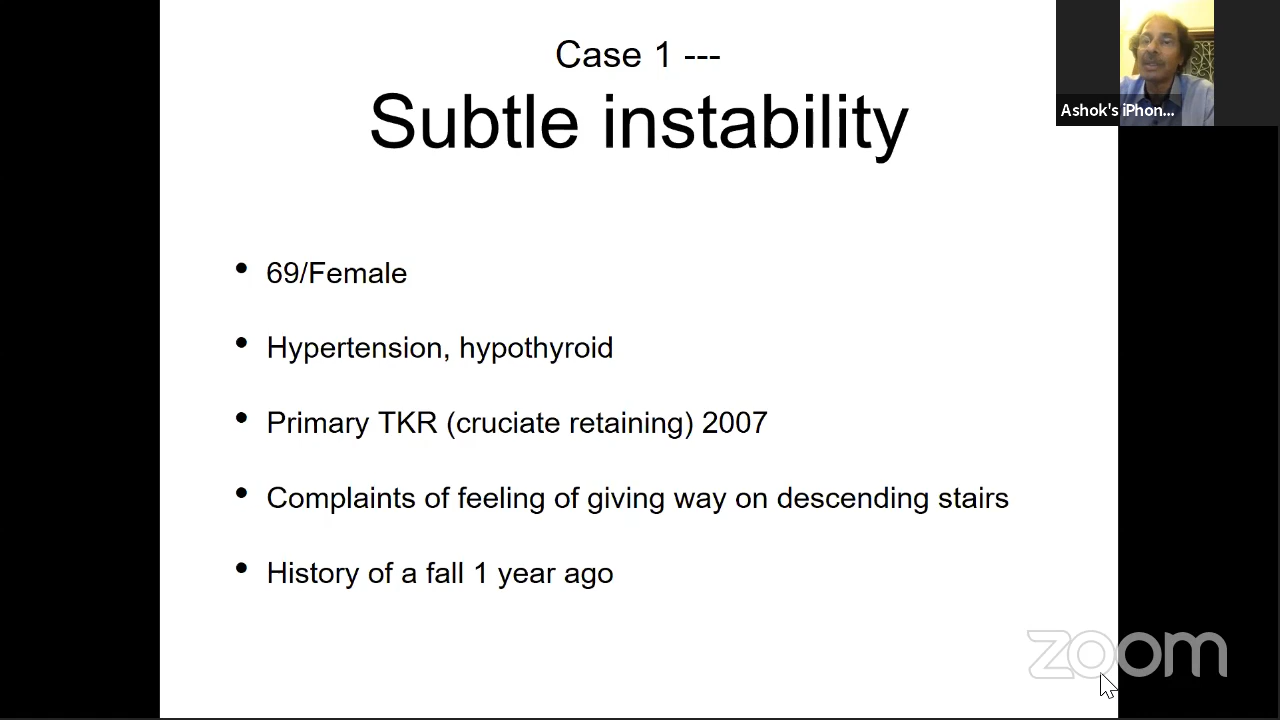 Case 1 ---
Subtle instability
Ashok's iPhon...
• 69/Female
• Hypertension, hypothyroid
• Primary TKR (cruciate retaining) 2007
• Complaints of feeling of giving way on descending stairs
• History of a fall 1 year ago
zoom